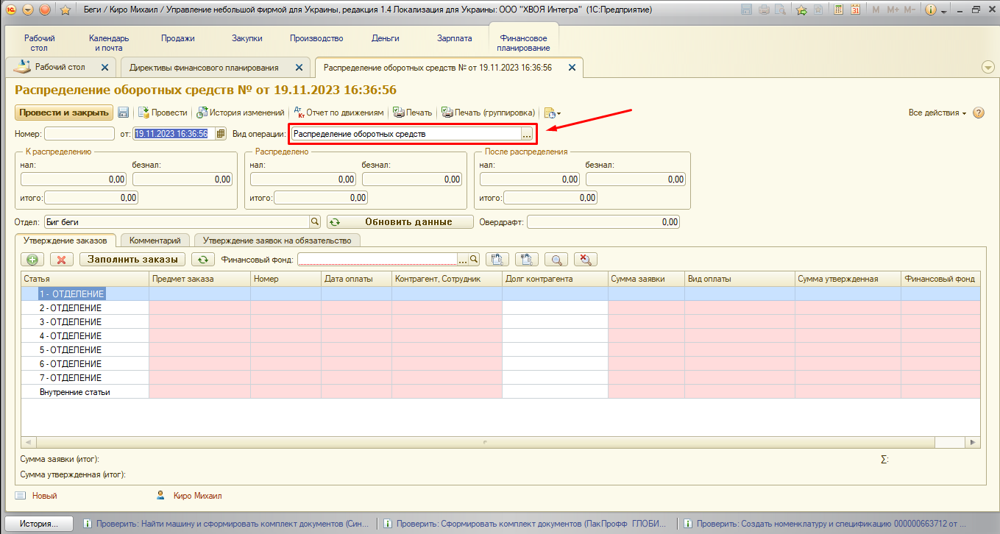 Беги / Киро Михаил / Управление небольшой фирмой для Украины, редакция 1.4 Локализация для Украины: ООО "ХВОЯ Интегра" (1С:Предприятие)
M M+ M-
Рабочий стол
Календарь и почта
Продажи
Закупки
Производство
Деньги
Зарплата
Финансовое планирование
Рабочий стол
Директивы финансового планирования
Распределение оборотных средств № от 19.11.2023 16:36:56
Распределение оборотных средств № от 19.11.2023 16:36:56
Провести и закрыть
Провести
История изменений
Дт Кт Отчет по движениям
Печать
Печать (группировка)
Все действия
Номер:
от: 19.11.2023 16:36:56
Вид операции: Распределение оборотных средств ...
К распределению
Распределено
После распределения
нал: безнал: нал: безнал: нал: безнал:
0,00 0,00 0,00 0,00 0,00 0,00
итого: 0,00 итого: 0,00 итого: 0,00
Отдел: Биг беги
Обновить данные
Овердрафт: 0,00
Утверждение заказов
Комментарий
Утверждение заявок на обязательство
Заполнить заказы
Финансовый фонд: ...
Статья Предмет заказа Номер Дата оплаты Контрагент, Сотрудник Долг контрагента Сумма заявки Вид оплаты Сумма утвержденная Финансовый фонд
1 - ОТДЕЛЕНИЕ
2 - ОТДЕЛЕНИЕ
3 - ОТДЕЛЕНИЕ
4 - ОТДЕЛЕНИЕ
5 - ОТДЕЛЕНИЕ
6 - ОТДЕЛЕНИЕ
7 - ОТДЕЛЕНИЕ
Внутренние статьи
Сумма заявки (итог): Σ:
Сумма утвержденная (итог):
Новый
Киро Михаил
История...
Проверить: Найти машину и сформировать комплект документов (Син...
Проверить: Сформировать комплект документов (ПакПрофф ГЛОБИ...
Проверить: Создать номенклатуру и спецификацию 000000663712 от ...